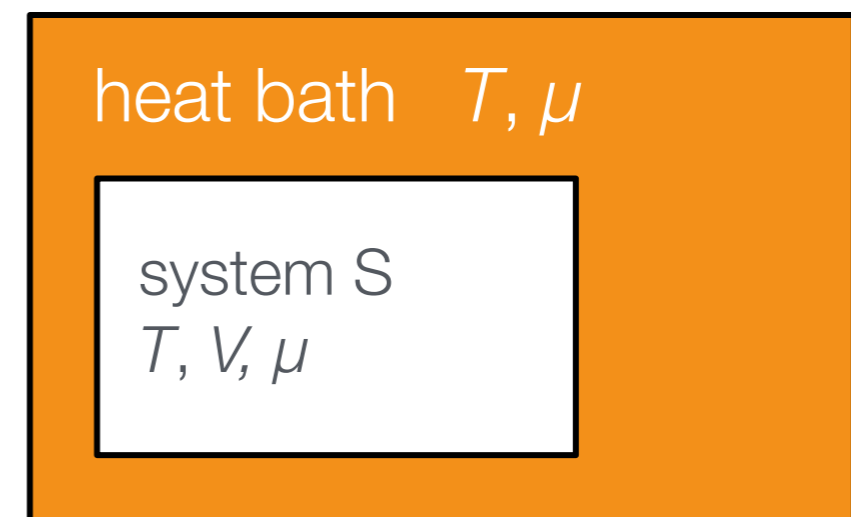 heat bath T, μ
system S
T, V, μ